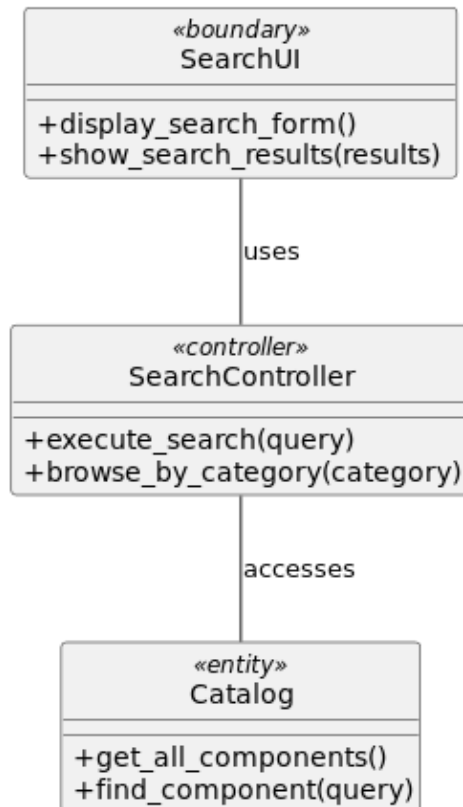 «boundary»
SearchUI
+display_search_form()
+show_search_results(results)
uses
«controller»
SearchController
+execute_search(query)
+browse_by_category(category)
accesses
«entity»
Catalog
+get_all_components()
+find_component(query)